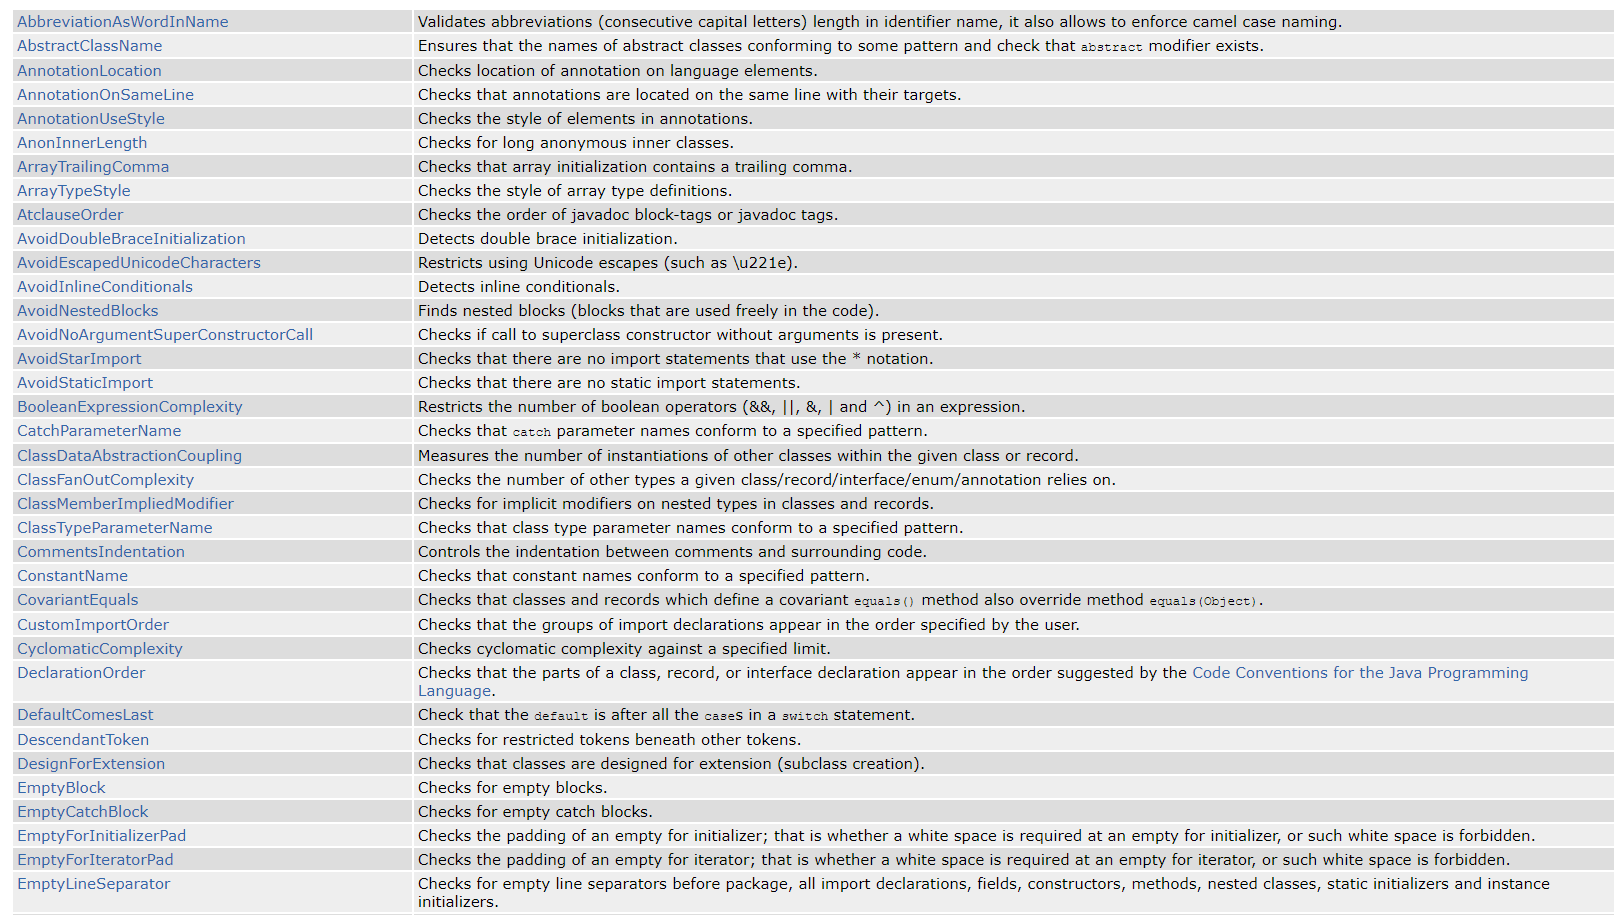 AbbreviationAsWordInName Validates abbreviations (consecutive capital letters) length in identifier name, it also allows to enforce camel case naming.
AbstractClassName Ensures that the names of abstract classes conforming to some pattern and check that abstract modifier exists.
AnnotationLocation Checks location of annotation on language elements.
AnnotationOnSameLine Checks that annotations are located on the same line with their targets.
AnnotationUseStyle Checks the style of elements in annotations.
AnonInnerLength Checks for long anonymous inner classes.
ArrayTrailingComma Checks that array initialization contains a trailing comma.
ArrayTypeStyle Checks the style of array type definitions.
AtclauseOrder Checks the order of javadoc block-tags or javadoc tags.
AvoidDoubleBraceInitialization Detects double brace initialization.
AvoidEscapedUnicodeCharacters Restricts using Unicode escapes (such as \u221e).
AvoidInlineConditionals Detects inline conditionals.
AvoidNestedBlocks Finds nested blocks (blocks that are used freely in the code).
AvoidNoArgumentSuperConstructorCall Checks if call to superclass constructor without arguments is present.
AvoidStarImport Checks that there are no import statements that use the * notation.
AvoidStaticImport Checks that there are no static import statements.
BooleanExpressionComplexity Restricts the number of boolean operators (&&, ||, &, | and ^) in an expression.
CatchParameterName Checks that catch parameter names conform to a specified pattern.
ClassDataAbstractionCoupling Measures the number of instantiations of other classes within the given class or record.
ClassFanOutComplexity Checks the number of other types a given class/record/interface/enum/annotation relies on.
ClassMemberImpliedModifier Checks for implicit modifiers on nested types in classes and records.
ClassTypeParameterName Checks that class type parameter names conform to a specified pattern.
CommentsIndentation Controls the indentation between comments and surrounding code.
ConstantName Checks that constant names conform to a specified pattern.
CovariantEquals Checks that classes and records which define a covariant equals() method also override method equals(Object).
CustomImportOrder Checks that the groups of import declarations appear in the order specified by the user.
CyclomaticComplexity Checks cyclomatic complexity against a specified limit.
DeclarationOrder Checks that the parts of a class, record, or interface declaration appear in the order suggested by the Code Conventions for the Java Programming
Language.
DefaultComesLast Check that the default is after all the cases in a switch statement.
DescendantToken Checks for restricted tokens beneath other tokens.
DesignForExtension Checks that classes are designed for extension (subclass creation).
EmptyBlock Checks for empty blocks.
EmptyCatchBlock Checks for empty catch blocks.
EmptyForInitializerPad Checks the padding of an empty for initializer; that is whether a white space is required at an empty for initializer, or such white space is forbidden.
EmptyForIteratorPad Checks the padding of an empty for iterator; that is whether a white space is required at an empty for iterator, or such white space is forbidden.
EmptyLineSeparator Checks for empty line separators before package, all import declarations, fields, constructors, methods, nested classes, static initializers and instance
initializers.